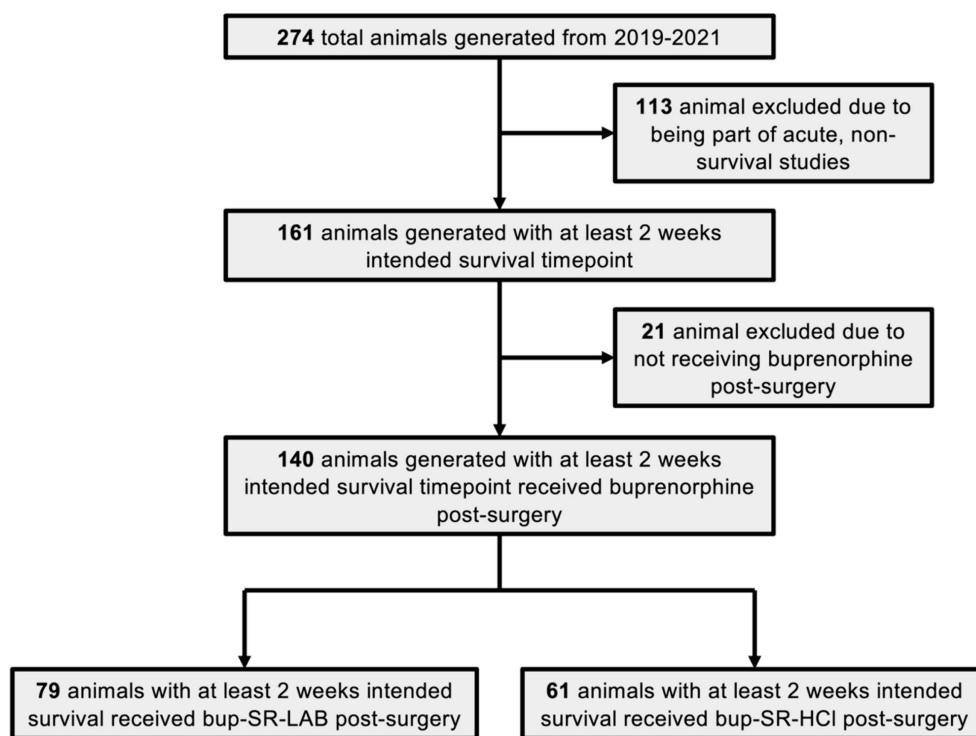 274 total animals generated from 2019-2021
113 animal excluded due to
being part of acute, non-
survival studies
161 animals generated with at least 2 weeks
intended survival timepoint
21 animal excluded due to
not receiving buprenorphine
post-surgery
140 animals generated with at least 2 weeks
intended survival timepoint received buprenorphine
post-surgery
79 animals with at least 2 weeks intended
survival received bup-SR-LAB post-surgery
61 animals with at least 2 weeks intended
survival received bup-SR-HCl post-surgery